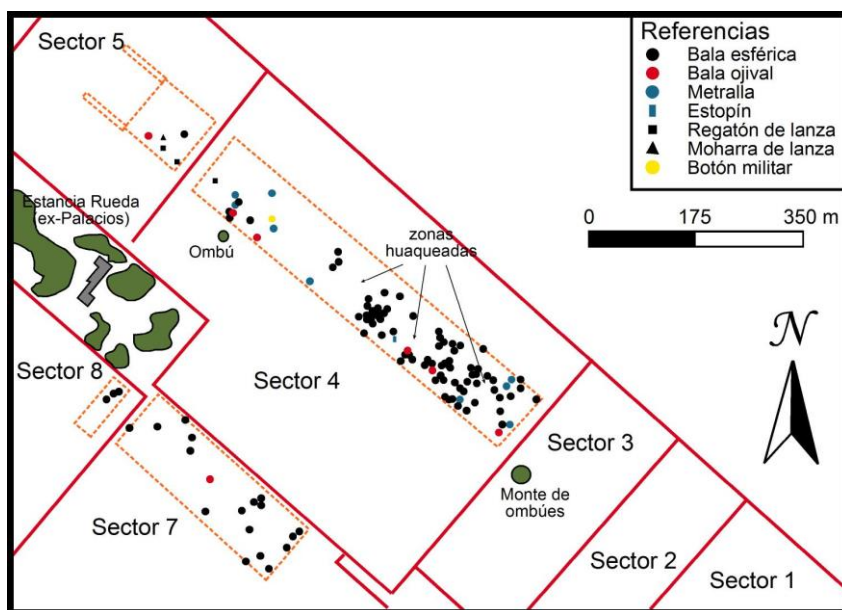 Sector 5
Referencias
Bala esférica
Bala ojival
Metralla
Estopín
Regatón de lanza
Moharra de lanza
Botón militar
Estancia Rueda
(ex-Palacios)
Ombú
zonas
huaqueadas
0 175 350 m
N
Sector 8
Sector 4
Sector 3
Monte de
ombúes
Sector 7
Sector 2
Sector 1